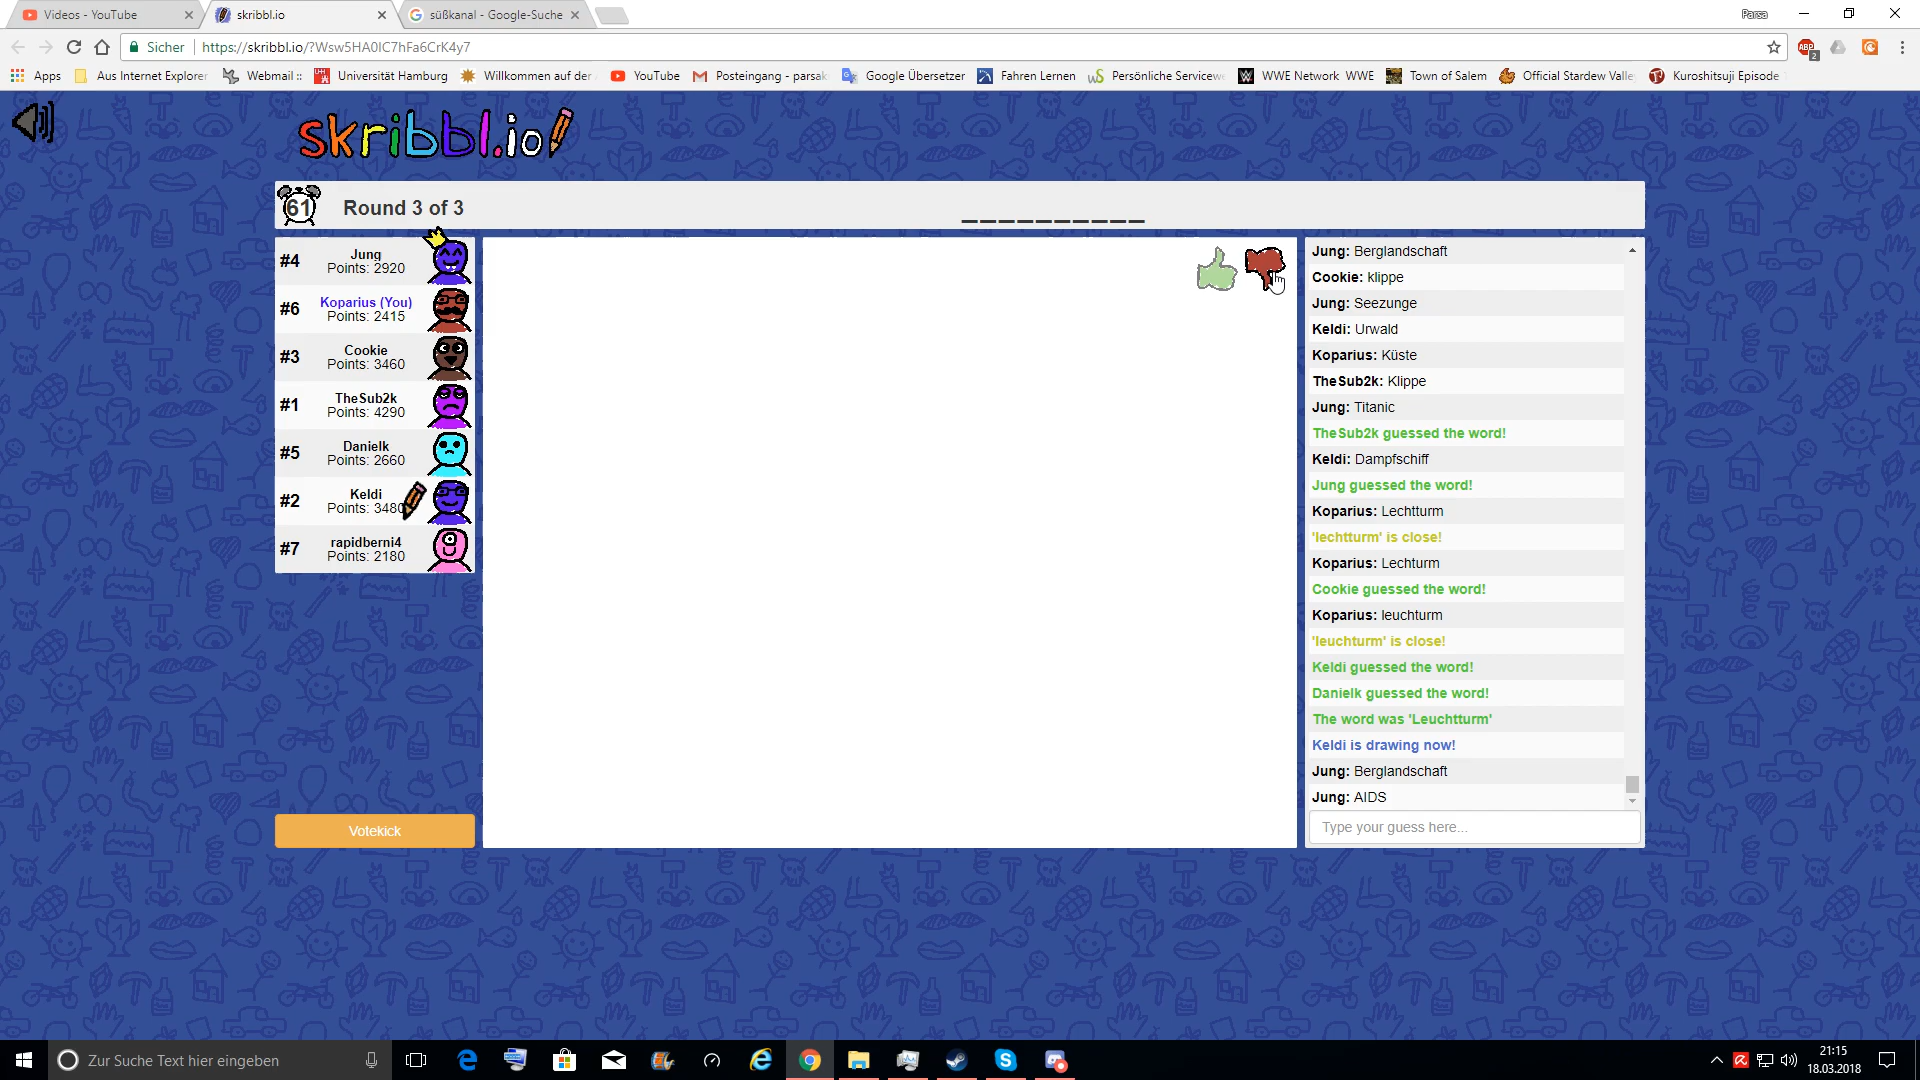 Videos - YouTube
skribbl.io
süßkanal - Google-Suche
Parsa
Sicher
https://skribbl.io/?Wsw5HA0IC7hFa6CrK4y7
ABP
2
Apps
Aus Internet Explorer
Webmail ::
Universität Hamburg
Willkommen auf der
YouTube
Posteingang - parsak
Google Übersetzer
Fahren Lernen
Persönliche Servicew
WWE Network WWE
Town of Salem
Official Stardew Valle
Kuroshitsuji Episode
skribbl.io
61
Round 3 of 3
__________
#4
Jung
Points: 2920
#6
Koparius (You)
Points: 2415
#3
Cookie
Points: 3460
#1
TheSub2k
Points: 4290
#5
Danielk
Points: 2660
#2
Keldi
Points: 3480
#7
rapidberni4
Points: 2180
Votekick
Jung: Berglandschaft
Cookie: klippe
Jung: Seezunge
Keldi: Urwald
Koparius: Küste
TheSub2k: Klippe
Jung: Titanic
TheSub2k guessed the word!
Keldi: Dampfschiff
Jung guessed the word!
Koparius: Lechtturm
'lechtturm' is close!
Koparius: Lechturm
Cookie guessed the word!
Koparius: leuchturm
'leuchturm' is close!
Keldi guessed the word!
Danielk guessed the word!
The word was 'Leuchtturm'
Keldi is drawing now!
Jung: Berglandschaft
Jung: AIDS
Type your guess here...
Zur Suche Text hier eingeben
21:15
18.03.2018